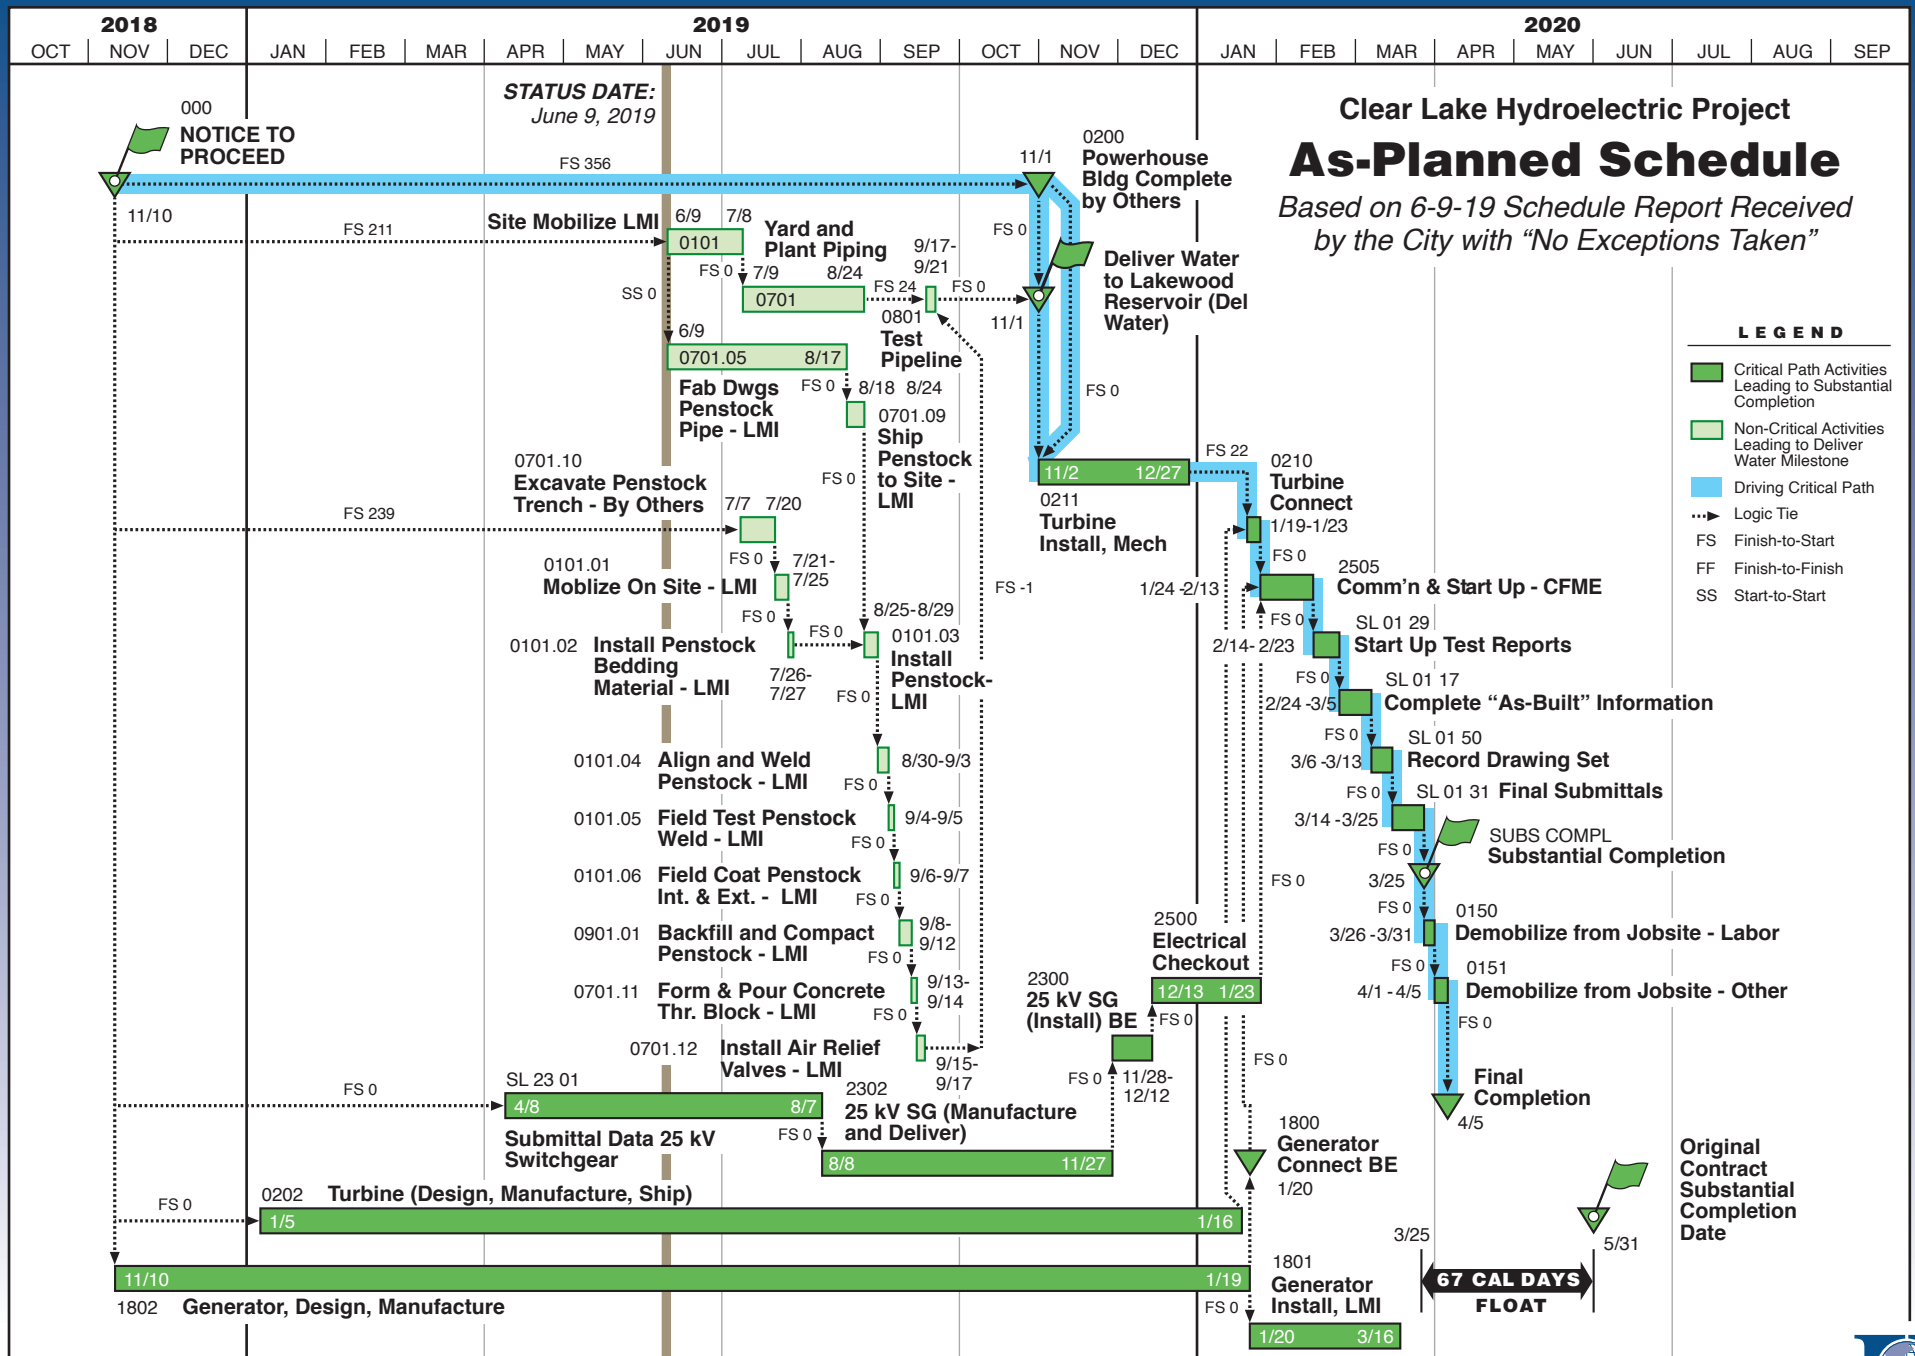 2018
2019
2020
OCT NOV DEC JAN FEB MAR APR MAY JUN JUL AUG SEP OCT NOV DEC JAN FEB MAR APR MAY JUN JUL AUG SEP
STATUS DATE:
June 9, 2019
Clear Lake Hydroelectric Project
As-Planned Schedule
Based on 6-9-19 Schedule Report Received
by the City with “No Exceptions Taken”
000
NOTICE TO
PROCEED
11/10
FS 356
11/1
0200
Powerhouse
Bldg Complete
by Others
FS 211
Site Mobilize LMI
6/9 7/8
0101
FS 0
SS 0
Yard and
Plant Piping
7/9 8/24
0701
FS 24
9/17-
9/21
FS 0
0801
Test
Pipeline
FS 0
11/1
Deliver Water
to Lakewood
Reservoir (Del
Water)
6/9
0701.05 8/17
Fab Dwgs
Penstock
Pipe - LMI
FS 0
8/18 8/24
0701.09
Ship
Penstock
to Site -
LMI
FS 0
FS 0
LEGEND
Critical Path Activities
Leading to Substantial
Completion
Non-Critical Activities
Leading to Deliver
Water Milestone
Driving Critical Path
Logic Tie
FS Finish-to-Start
FF Finish-to-Finish
SS Start-to-Start
0701.10
Excavate Penstock
Trench - By Others
7/7 7/20
FS 239
FS 0
11/2 12/27
0211
Turbine
Install, Mech
FS 22
0210
Turbine
Connect
1/19-1/23
FS 0
0101.01
Moblize On Site - LMI
7/21-
7/25
FS 0
FS -1
1/24 -2/13
2505
Comm’n & Start Up - CFME
FS 0
0101.02 Install Penstock
Bedding
Material - LMI
7/26-
7/27
FS 0
8/25-8/29
0101.03
Install
Penstock-
LMI
FS 0
2/14- 2/23
SL 01 29
Start Up Test Reports
FS 0
2/24 -3/5
SL 01 17
Complete “As-Built” Information
FS 0
0101.04 Align and Weld
Penstock - LMI
8/30-9/3
FS 0
3/6 -3/13
SL 01 50
Record Drawing Set
FS 0
0101.05 Field Test Penstock
Weld - LMI
9/4-9/5
FS 0
SL 01 31 Final Submittals
3/14 -3/25
FS 0
SUBS COMPL
Substantial Completion
3/25
FS 0
0101.06 Field Coat Penstock
Int. & Ext. - LMI
9/6-9/7
FS 0
FS 0
0901.01 Backfill and Compact
Penstock - LMI
9/8-
9/12
FS 0
0150
3/26 -3/31 Demobilize from Jobsite - Labor
FS 0
0701.11 Form & Pour Concrete
Thr. Block - LMI
9/13-
9/14
FS 0
2500
Electrical
Checkout
12/13 1/23
0151
4/1 - 4/5 Demobilize from Jobsite - Other
FS 0
0701.12 Install Air Relief
Valves - LMI
9/15-
9/17
2300
25 kV SG
(Install) BE
FS 0
11/28-
12/12
FS 0
FS 0
Final
Completion
4/5
FS 0
SL 23 01
4/8 8/7
Submittal Data 25 kV
Switchgear
FS 0
2302
25 kV SG (Manufacture
and Deliver)
8/8 11/27
1800
Generator
Connect BE
1/20
FS 0
0202 Turbine (Design, Manufacture, Ship)
1/5 1/16
Original
Contract
Substantial
Completion
Date
5/31
3/25
67 CAL DAYS
FLOAT
11/10 1/19
1802 Generator, Design, Manufacture
FS 0
1801
Generator
Install, LMI
1/20 3/16